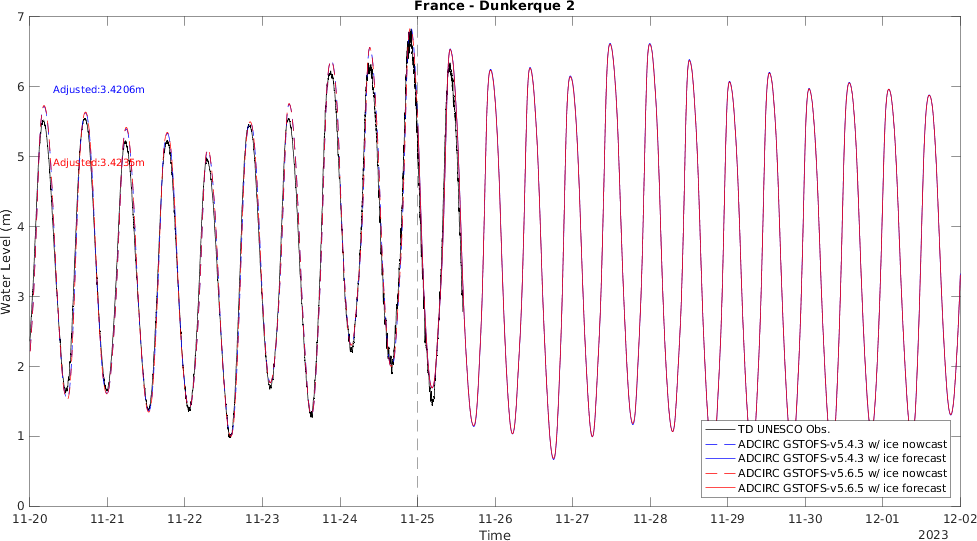 France - Dunkerque 2
7
6
5
4
3
2
1
0
Water Level (m)
Adjusted:3.4206m
Adjusted:3.4235m
TD UNESCO Obs.
ADCIRC GSTOFS-v5.4.3 w/ ice nowcast
ADCIRC GSTOFS-v5.4.3 w/ ice forecast
ADCIRC GSTOFS-v5.6.5 w/ ice nowcast
ADCIRC GSTOFS-v5.6.5 w/ ice forecast
11-20 11-21 11-22 11-23 11-24 11-25 11-26 11-27 11-28 11-29 11-30 12-01 12-02
Time
2023